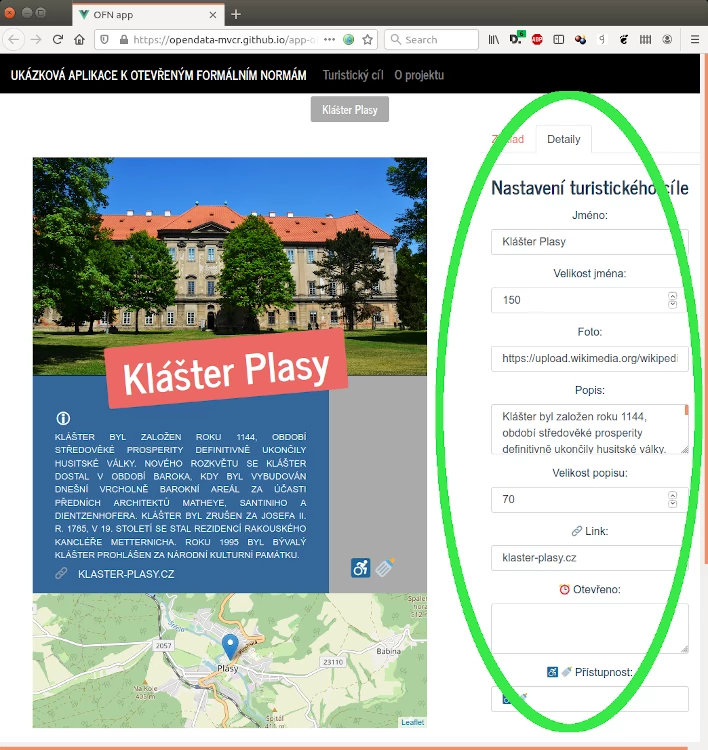 OFN app
https://opendata-mvcr.github.io/app-o
Search
6
ABP
UKÁZKOVÁ APLIKACE K OTEVŘENÝM FORMÁLNÍM NORMÁM
Turistický cíl
O projektu
Klášter Plasy
Klášter Plasy
KLÁŠTER BYL ZALOŽEN ROKU 1144, OBDOBÍ
STŘEDOVĚKÉ PROSPERITY DEFINITIVNĚ UKONČILY
HUSITSKÉ VÁLKY. NOVÉHO ROZKVĚTU SE KLÁŠTER
DOSTAL V OBDOBÍ BAROKA, KDY BYL VYBUDOVÁN
DNEŠNÍ VRCHOLNĚ BAROKNÍ AREÁL ZA ÚČASTI
PŘEDNÍCH ARCHITEKTŮ MATHEYE, SANTINIHO A
DIENTZENHOFERA. KLÁŠTER BYL ZRUŠEN ZA JOSEFA II.
R. 1785, V 19. STOLETÍ SE STAL REZIDENCÍ RAKOUSKÉHO
KANCLÉŘE METTERNICHA. ROKU 1995 BYL BÝVALÝ
KLÁŠTER PROHLÁŠEN ZA NÁRODNÍ KULTURNÍ PAMÁTKU.
KLASTER-PLASY.CZ
2057
Plasy
23110
Babina
Na Kole
Spitál
Leaflet
Detaily
Nastavení turistického cíle
Jméno:
Klášter Plasy
Velikost jména:
150
Foto:
https://upload.wikimedia.org/wikipedi
Popis:
Klášter byl založen roku 1144,
období středověké prosperity
definitivně ukončily husitské války.
Velikost popisu:
70
Link:
klaster-plasy.cz
Otevřeno:
Přístupnost: